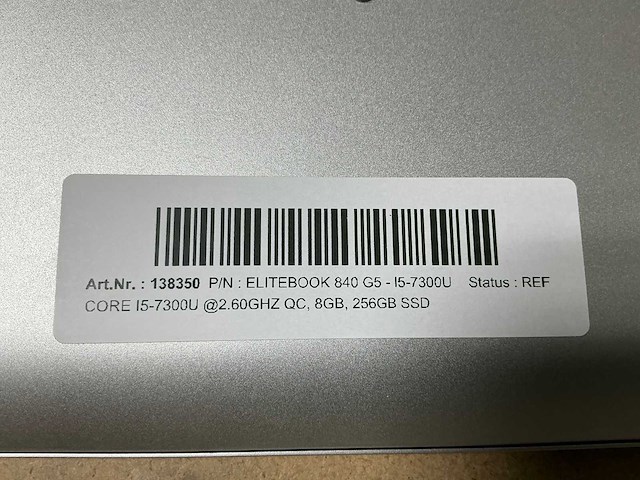 Art.Nr. : 138350 P/N : ELITEBOOK 840 G5 - I5-7300U Status : REF
CORE I5-7300U @2.60GHZ QC, 8GB, 256GB SSD